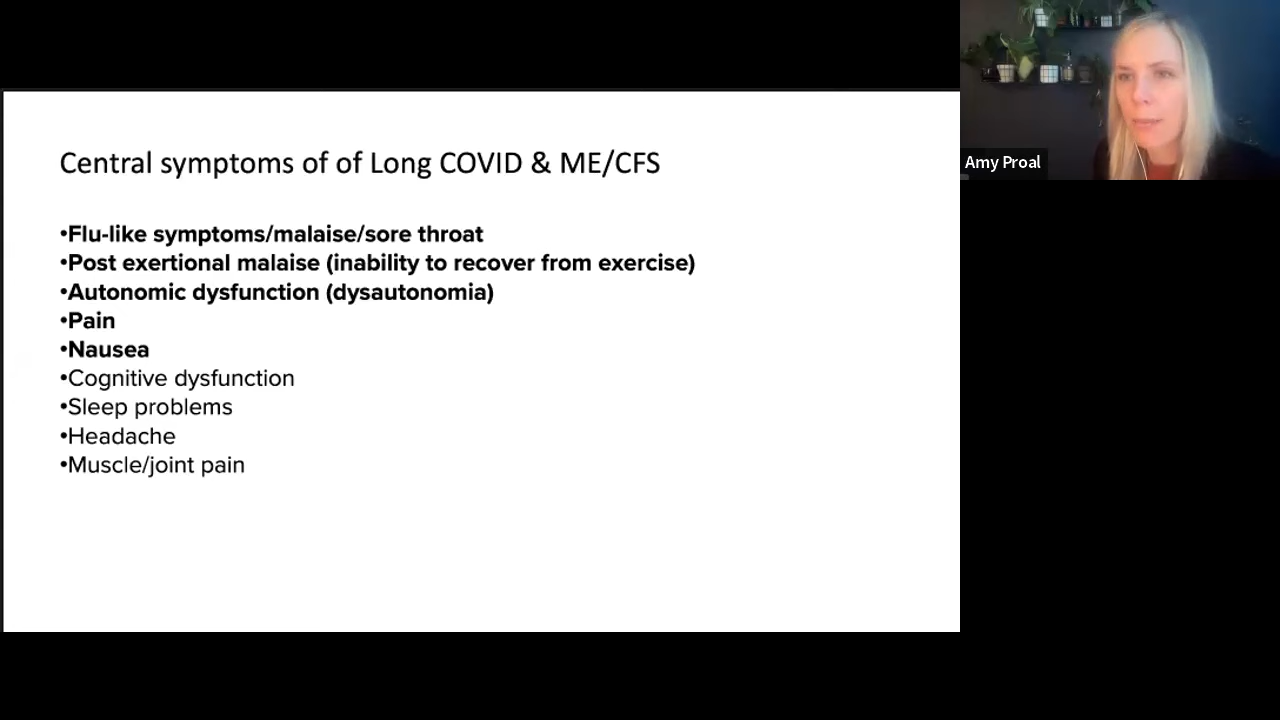 Central symptoms of of Long COVID & ME/CFS
•Flu-like symptoms/malaise/sore throat
•Post exertional malaise (inability to recover from exercise)
•Autonomic dysfunction (dysautonomia)
•Pain
•Nausea
•Cognitive dysfunction
•Sleep problems
•Headache
•Muscle/joint pain
Amy Proal